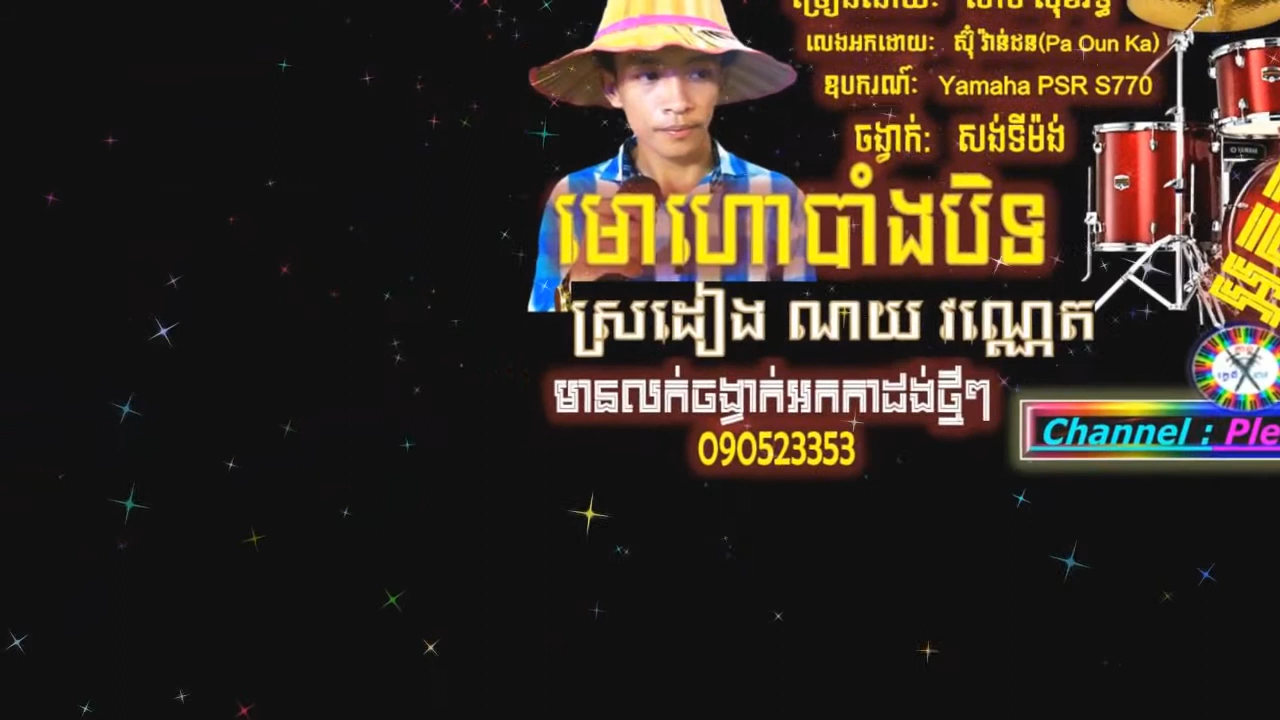 លេងអកដោយ: ស៊ុំ វ៉ាន់ដន(Pa Oun Ka)
ឧបករណ៍: Yamaha PSR S770
ចង្វាក់: សង់ទីម៉ង់
មោហោបាំងបិទ
ស្រដៀង ណយ វណ្ណេត
មានលក់ចង្វាក់អកកាដង់ថ្មីៗ
090523353
Channel : Ple